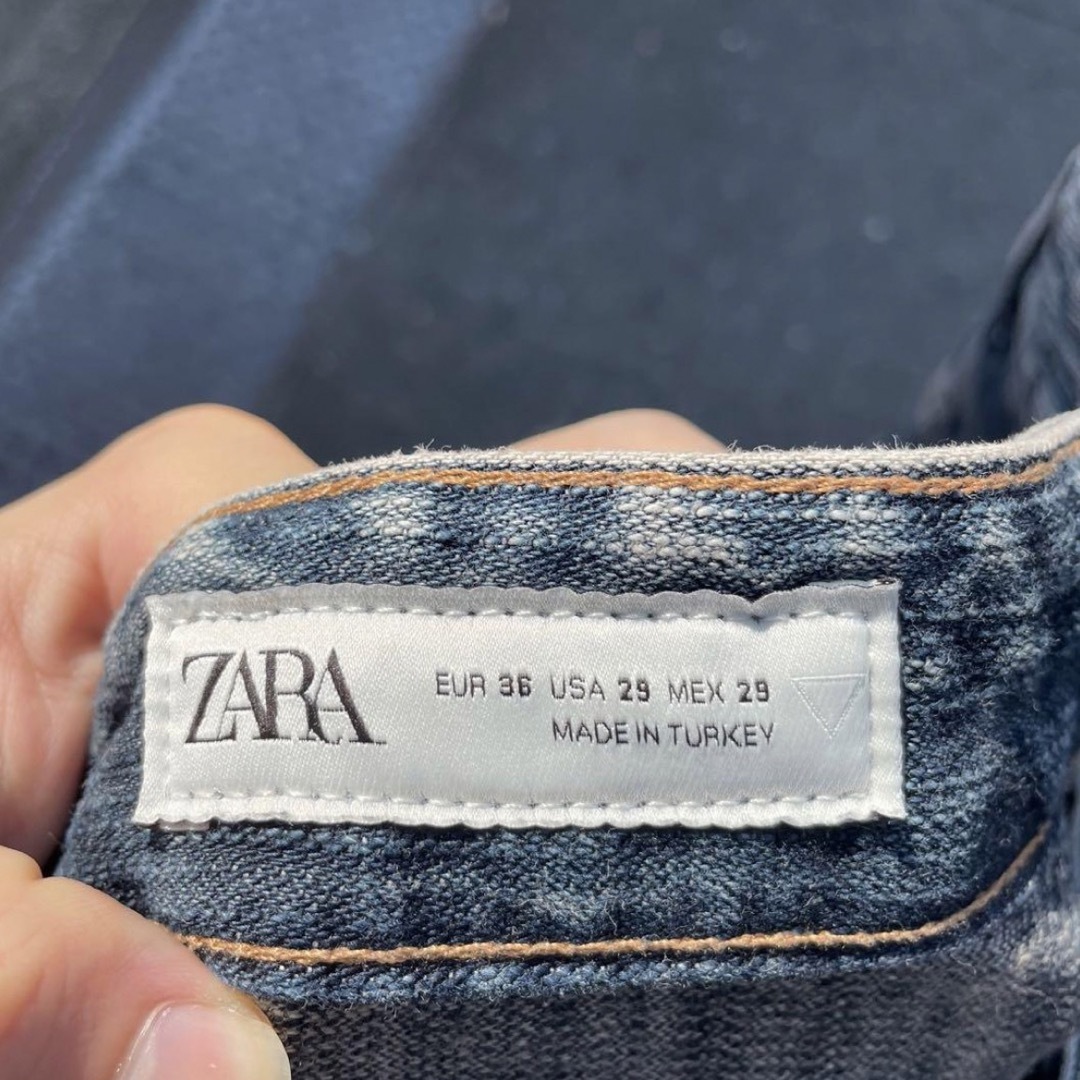 ZARA
EUR 36 USA 29 MEX 29
MADE IN TURKEY